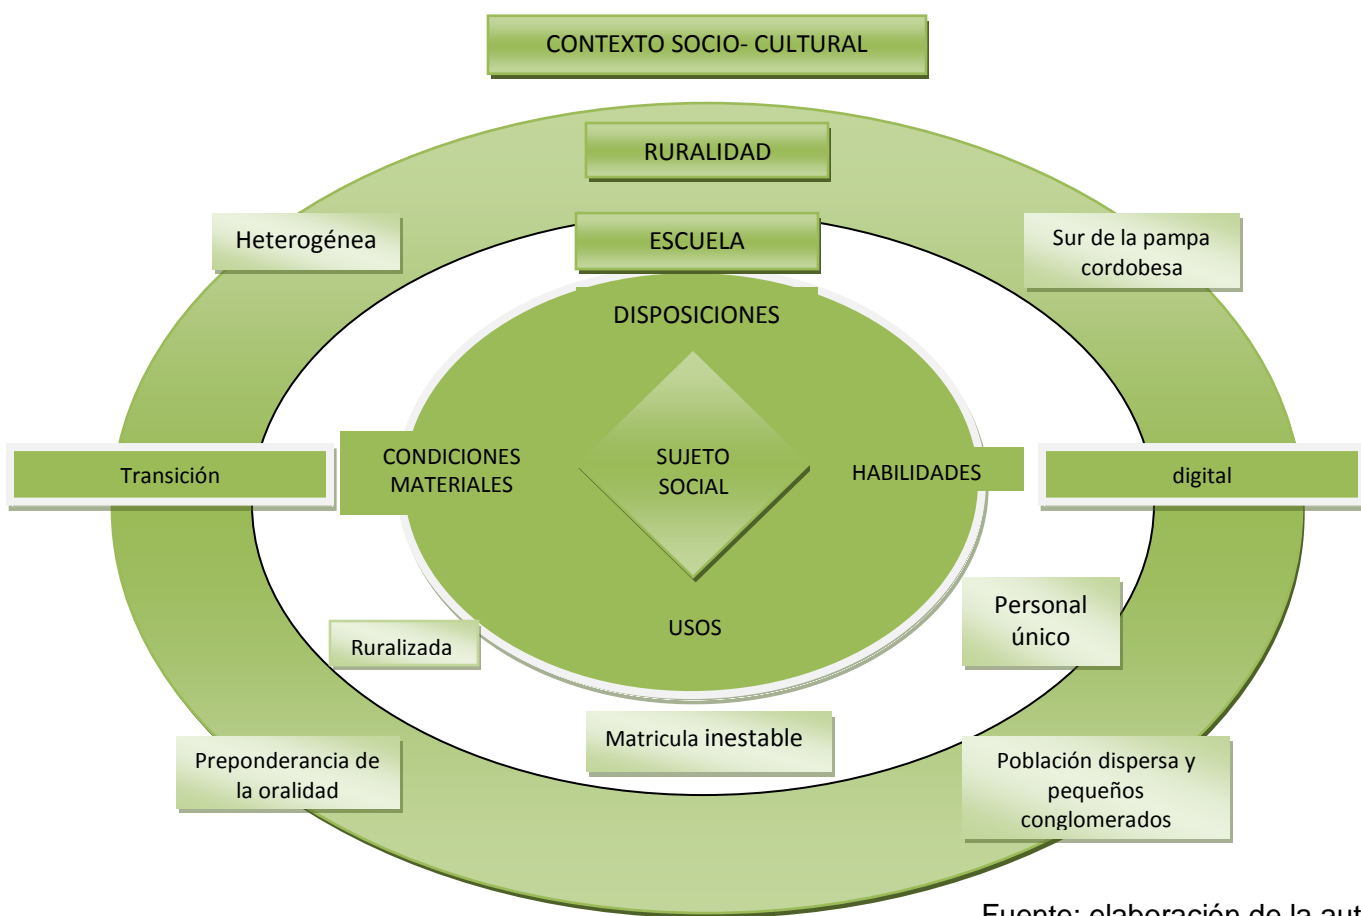 CONTEXTO SOCIO- CULTURAL
RURALIDAD
Heterogénea
ESCUELA
Sur de la pampa
cordobesa
DISPOSICIONES
Transición
CONDICIONES
MATERIALES
SUJETO
SOCIAL
HABILIDADES
digital
Personal
único
USOS
Ruralizada
Matricula inestable
Preponderancia de
la oralidad
Población dispersa y
pequeños
conglomerados
Fuente: elaboración de la